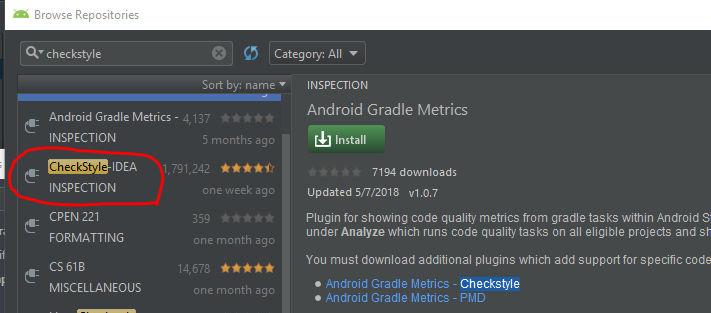 Browse Repositories
checkstyle
Category: All
Sort by: name
Android Gradle Metrics - 4,137
INSPECTION 5 months ago
CheckStyle-IDEA 1,791,242
INSPECTION one week ago
CPEN 221 359
FORMATTING one month ago
CS 61B 14,678
MISCELLANEOUS one month ago
INSPECTION
Android Gradle Metrics
Install
7194 downloads
Updated 5/7/2018 v1.0.7
Plugin for showing code quality metrics from gradle tasks within Android St
under Analyze which runs code quality tasks on all eligible projects and sh
You must download additional plugins which add support for specific code
Android Gradle Metrics - Checkstyle
Android Gradle Metrics - PMD